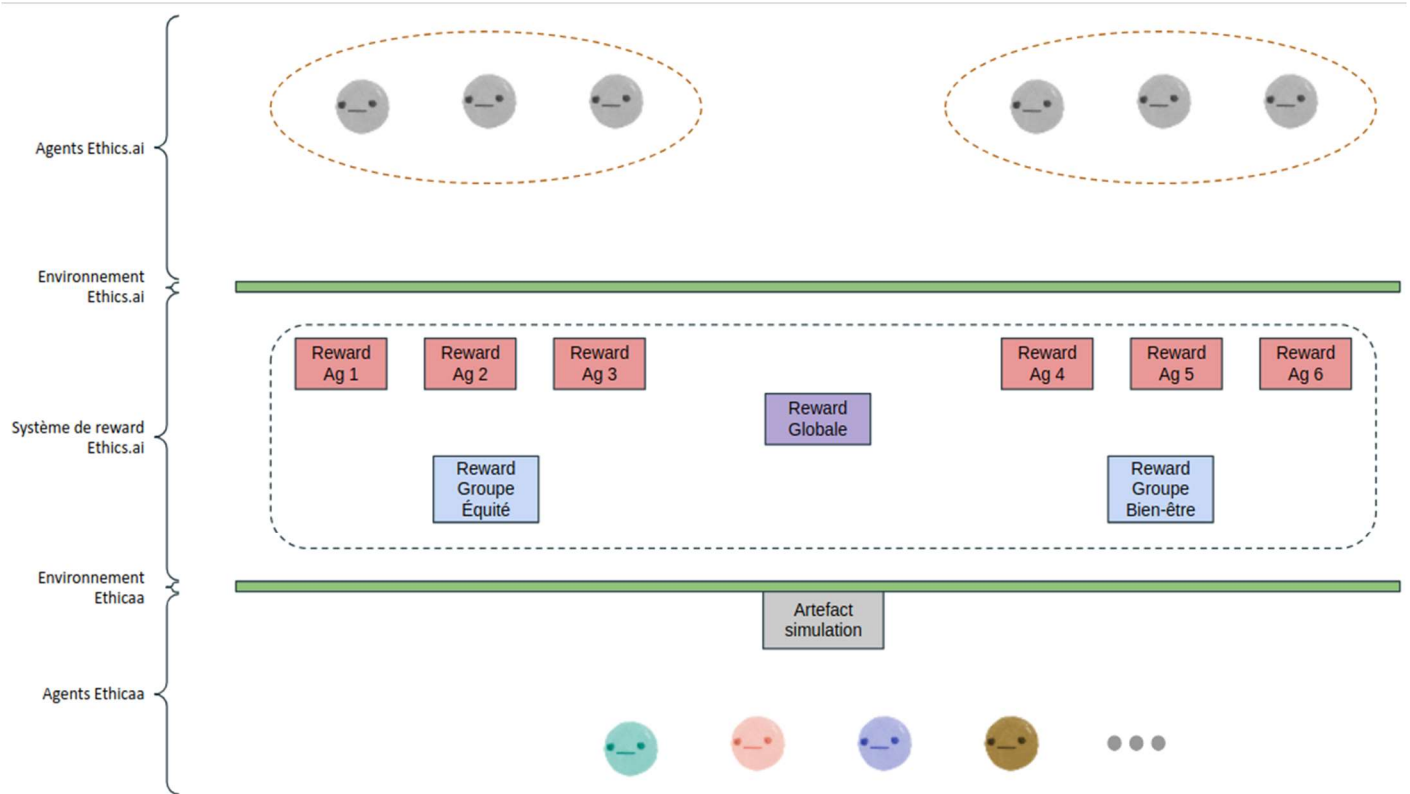 Agents Ethics.ai
Environnement
Ethics.ai
Reward
Ag 1
Reward
Ag 2
Reward
Ag 3
Reward
Ag 4
Reward
Ag 5
Reward
Ag 6
Reward
Globale
Système de reward
Ethics.ai
Reward
Groupe
Équité
Reward
Groupe
Bien-être
Environnement
Ethicaa
Artefact
simulation
Agents Ethicaa